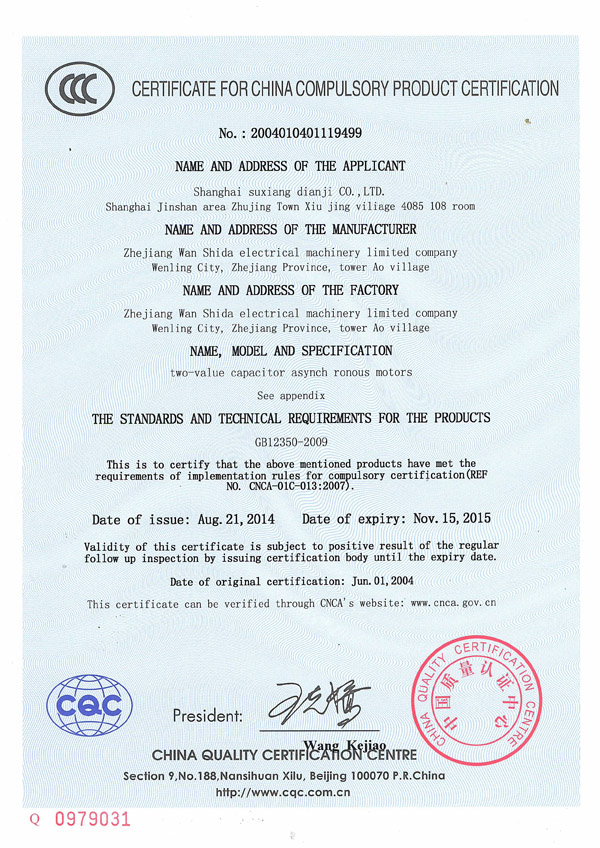 CCC
CERTIFICATE FOR CHINA COMPULSORY PRODUCT CERTIFICATION
No.: 2004010401119499
NAME AND ADDRESS OF THE APPLICANT
Shanghai suxiang dianji CO.,LTD.
Shanghai Jinshan area Zhujing Town Xiu jing viliage 4085 108 room
NAME AND ADDRESS OF THE MANUFACTURER
Zhejiang Wan Shida electrical machinery limited company
Wenling City, Zhejiang Province, tower Ao village
NAME AND ADDRESS OF THE FACTORY
Zhejiang Wan Shida electrical machinery limited company
Wenling City, Zhejiang Province, tower Ao village
NAME, MODEL AND SPECIFICATION
two-value capacitor asynch ronous motors
See appendix
THE STANDARDS AND TECHNICAL REQUIREMENTS FOR THE PRODUCTS
GB12350-2009
This is to certify that the above mentioned products have met the
requirements of implementation rules for compulsory certification(REF
NO. CNCA-01C-013:2007).
Date of issue: Aug.21,2014 Date of expiry: Nov.15,2015
Validity of this certificate is subject to positive result of the regular
follow up inspection by issuing certification body until the expiry date.
Date of original certification: Jun.01,2004
This certificate can be verified through CNCA's website: www.cnca.gov.cn
CQC
President:
王克娇
CHINA QUALITY CERTIFICATION CENTRE
中国质量认证中心
Wang Kejiao
CHINA QUALITY CERTIFICATION CENTRE
Section 9,No.188,Nansihuan Xilu, Beijing 100070 P.R.China
http://www.cqc.com.cn
Q 0979031